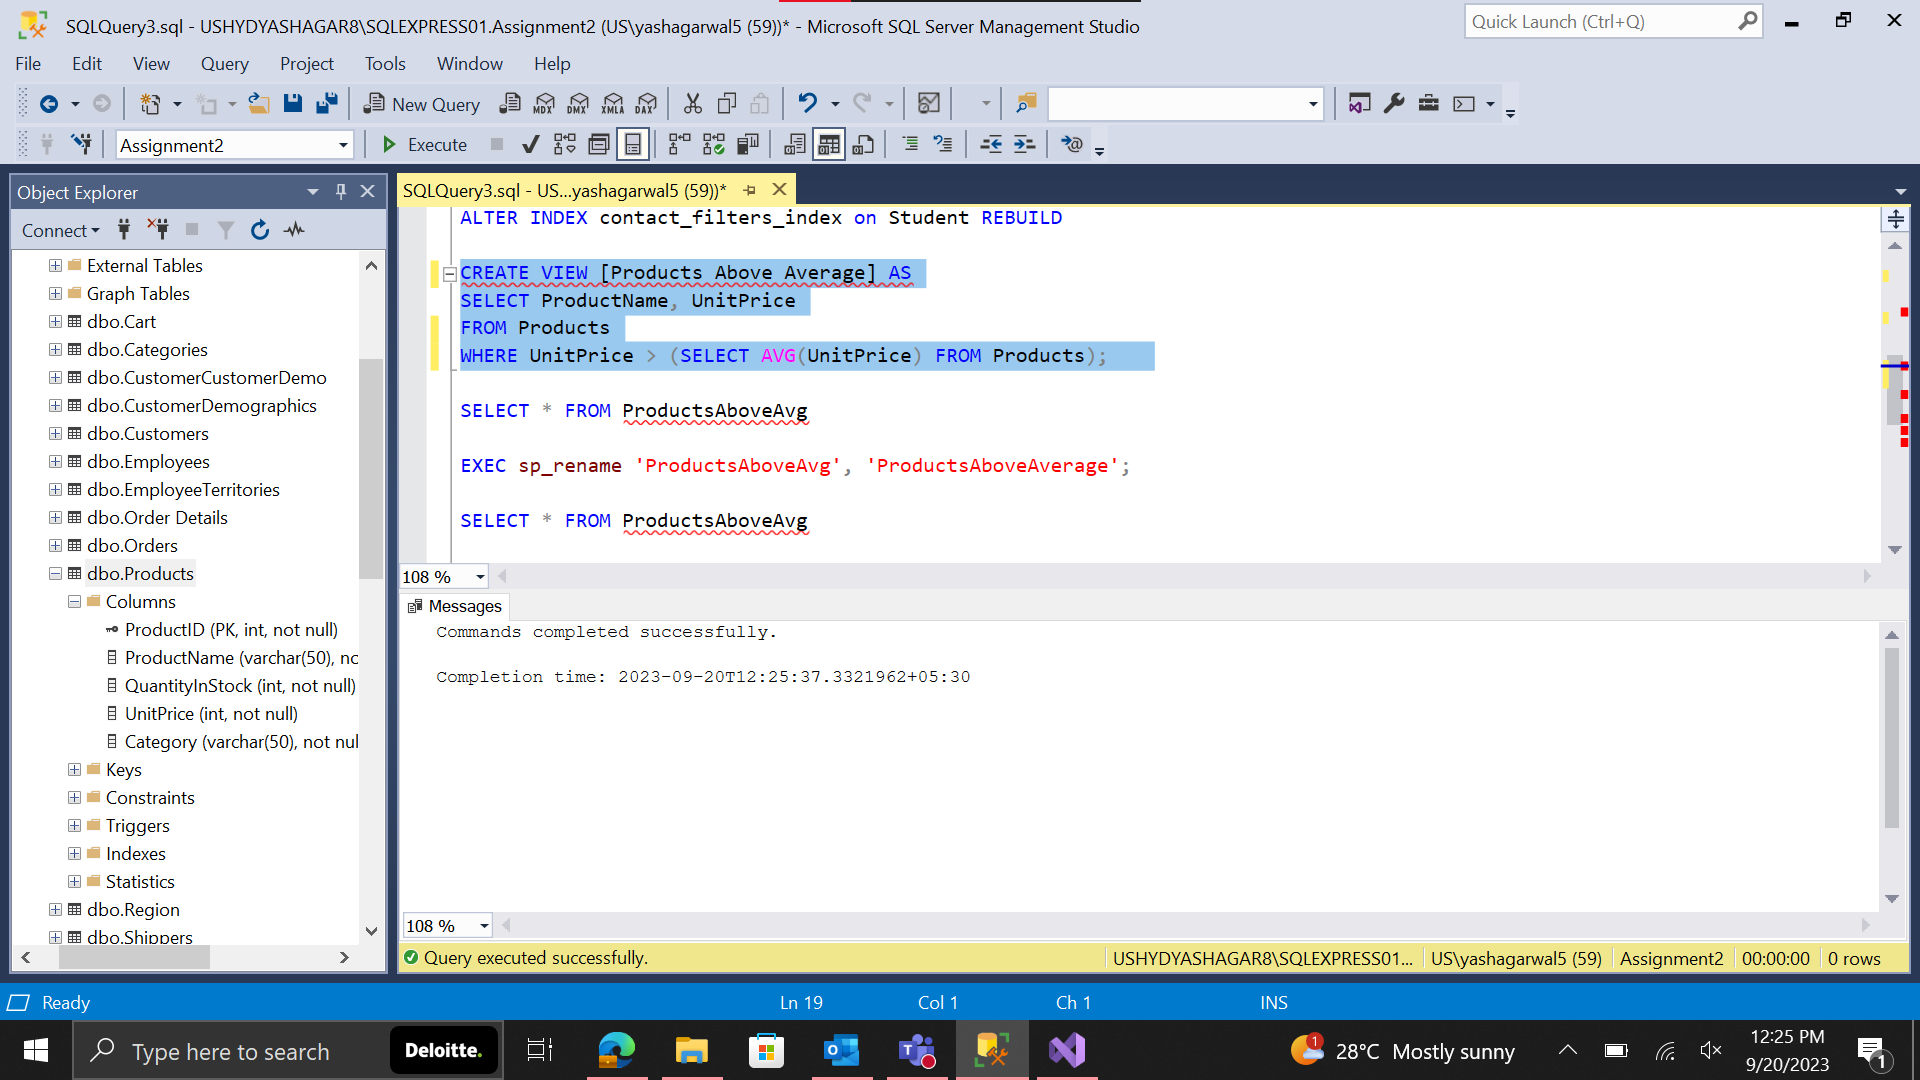 SQLQuery3.sql - USHYDYASHAGAR8\SQLEXPRESS01.Assignment2 (US\yashagarwal5 (59))* - Microsoft SQL Server Management Studio
Quick Launch (Ctrl+Q)
File Edit View Query Project Tools Window Help
New Query MDX DMX XMLA DAX
Assignment2
Execute
Object Explorer
Connect
External Tables
Graph Tables
dbo.Cart
dbo.Categories
dbo.CustomerCustomerDemo
dbo.CustomerDemographics
dbo.Customers
dbo.Employees
dbo.EmployeeTerritories
dbo.Order Details
dbo.Orders
dbo.Products
Columns
ProductID (PK, int, not null)
ProductName (varchar(50), nc
QuantityInStock (int, not null)
UnitPrice (int, not null)
Category (varchar(50), not nul
Keys
Constraints
Triggers
Indexes
Statistics
dbo.Region
dbo.Shippers
SQLQuery3.sql - US...yashagarwal5 (59))*
ALTER INDEX contact_filters_index on Student REBUILD
CREATE VIEW [Products Above Average] AS
SELECT ProductName, UnitPrice
FROM Products
WHERE UnitPrice > (SELECT AVG(UnitPrice) FROM Products);
SELECT * FROM ProductsAboveAvg
EXEC sp_rename 'ProductsAboveAvg', 'ProductsAboveAverage';
SELECT * FROM ProductsAboveAvg
108 %
Messages
Commands completed successfully.
Completion time: 2023-09-20T12:25:37.3321962+05:30
108 %
Query executed successfully.
USHYDYASHAGAR8\SQLEXPRESS01... US\yashagarwal5 (59) Assignment2 00:00:00 0 rows
Ready
Ln 19 Col 1 Ch 1 INS
Type here to search
Deloitte.
1
28°C Mostly sunny
12:25 PM
9/20/2023
1